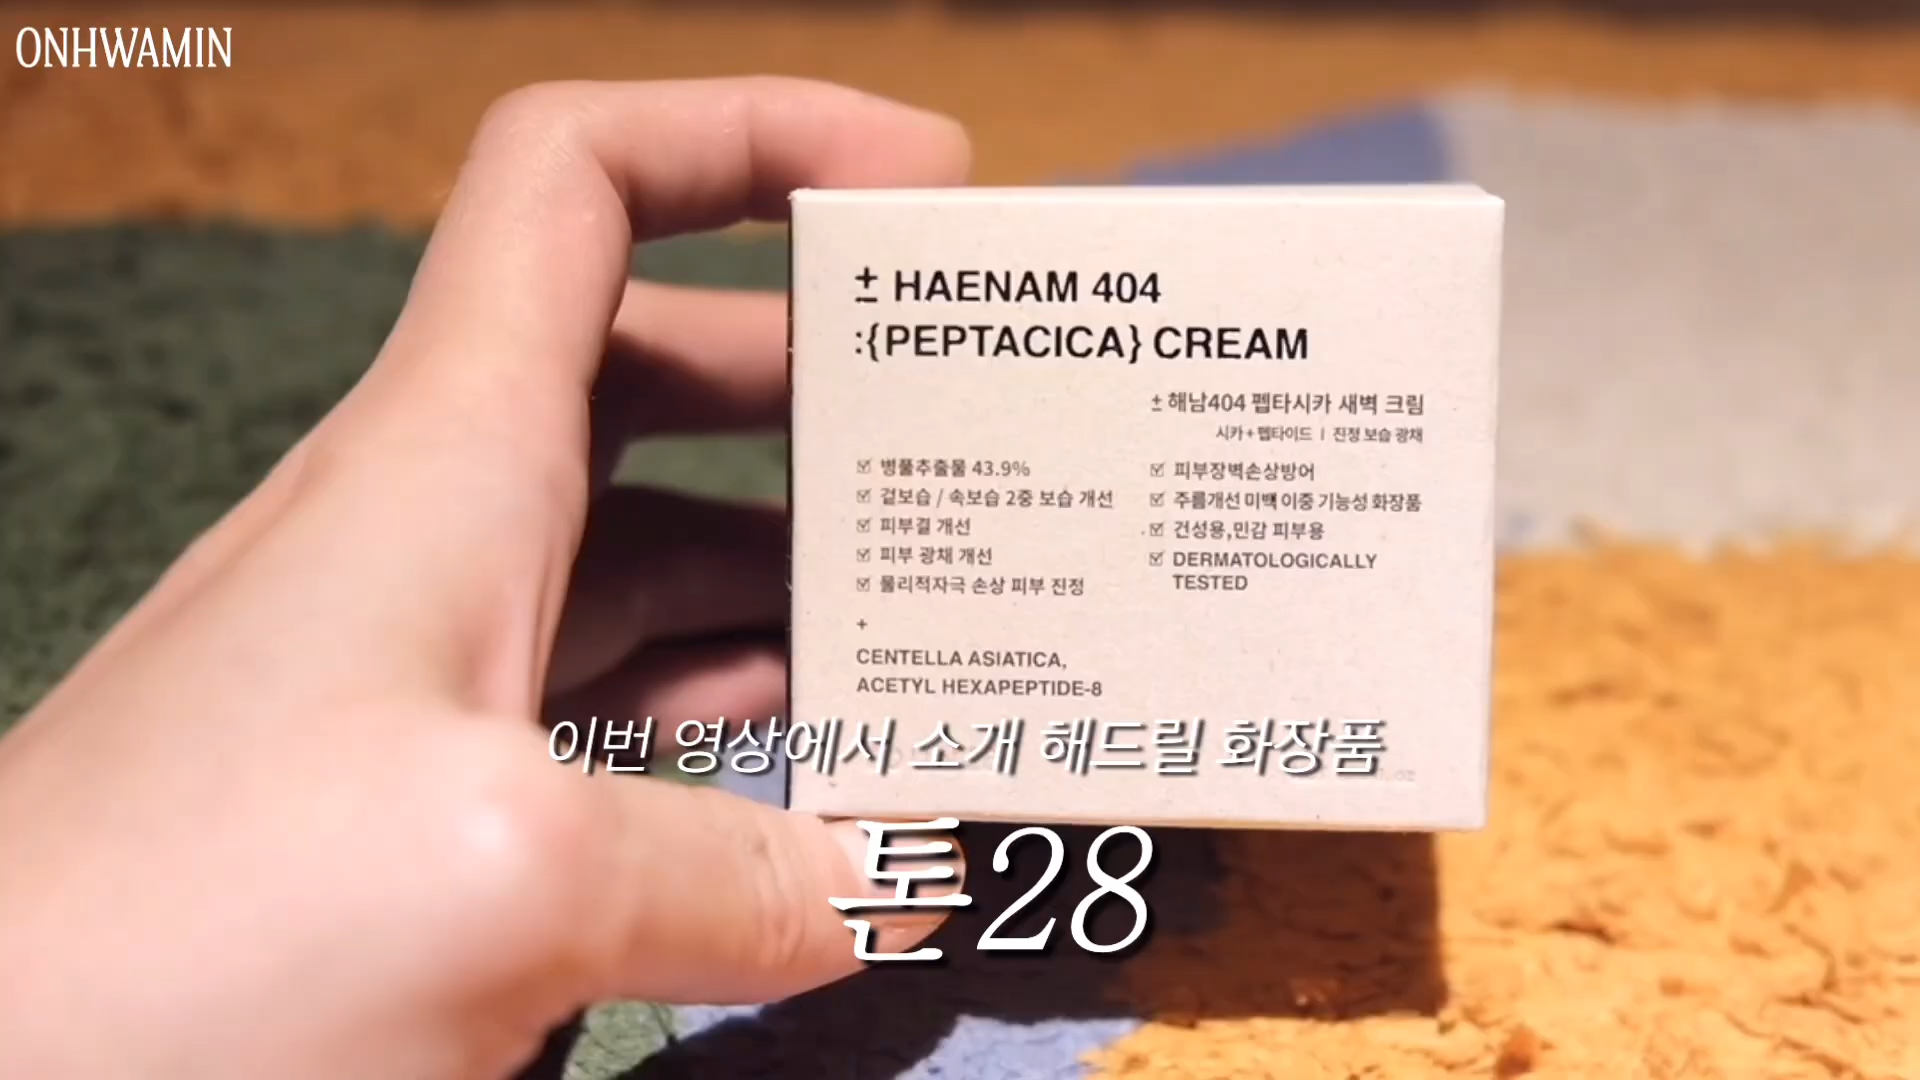 ONHWAMIN
± HAENAM 404
:{PEPTACICA} CREAM
± 해남404 펩타시카 새벽 크림
시카+펩타이드 | 진정 보습 광채
☑ 병풀추출물 43.9%
☑ 겉보습 / 속보습 2중 보습 개선
☑ 피부결 개선
☑ 피부 광채 개선
☑ 물리적자극 손상 피부 진정
☑ 피부장벽손상방어
☑ 주름개선 미백 이중 기능성 화장품
☑ 건성용,민감 피부용
☑ DERMATOLOGICALLY
TESTED
+
CENTELLA ASIATICA,
ACETYL HEXAPEPTIDE-8
이번 영상에서 소개 해드릴 화장품
톤28